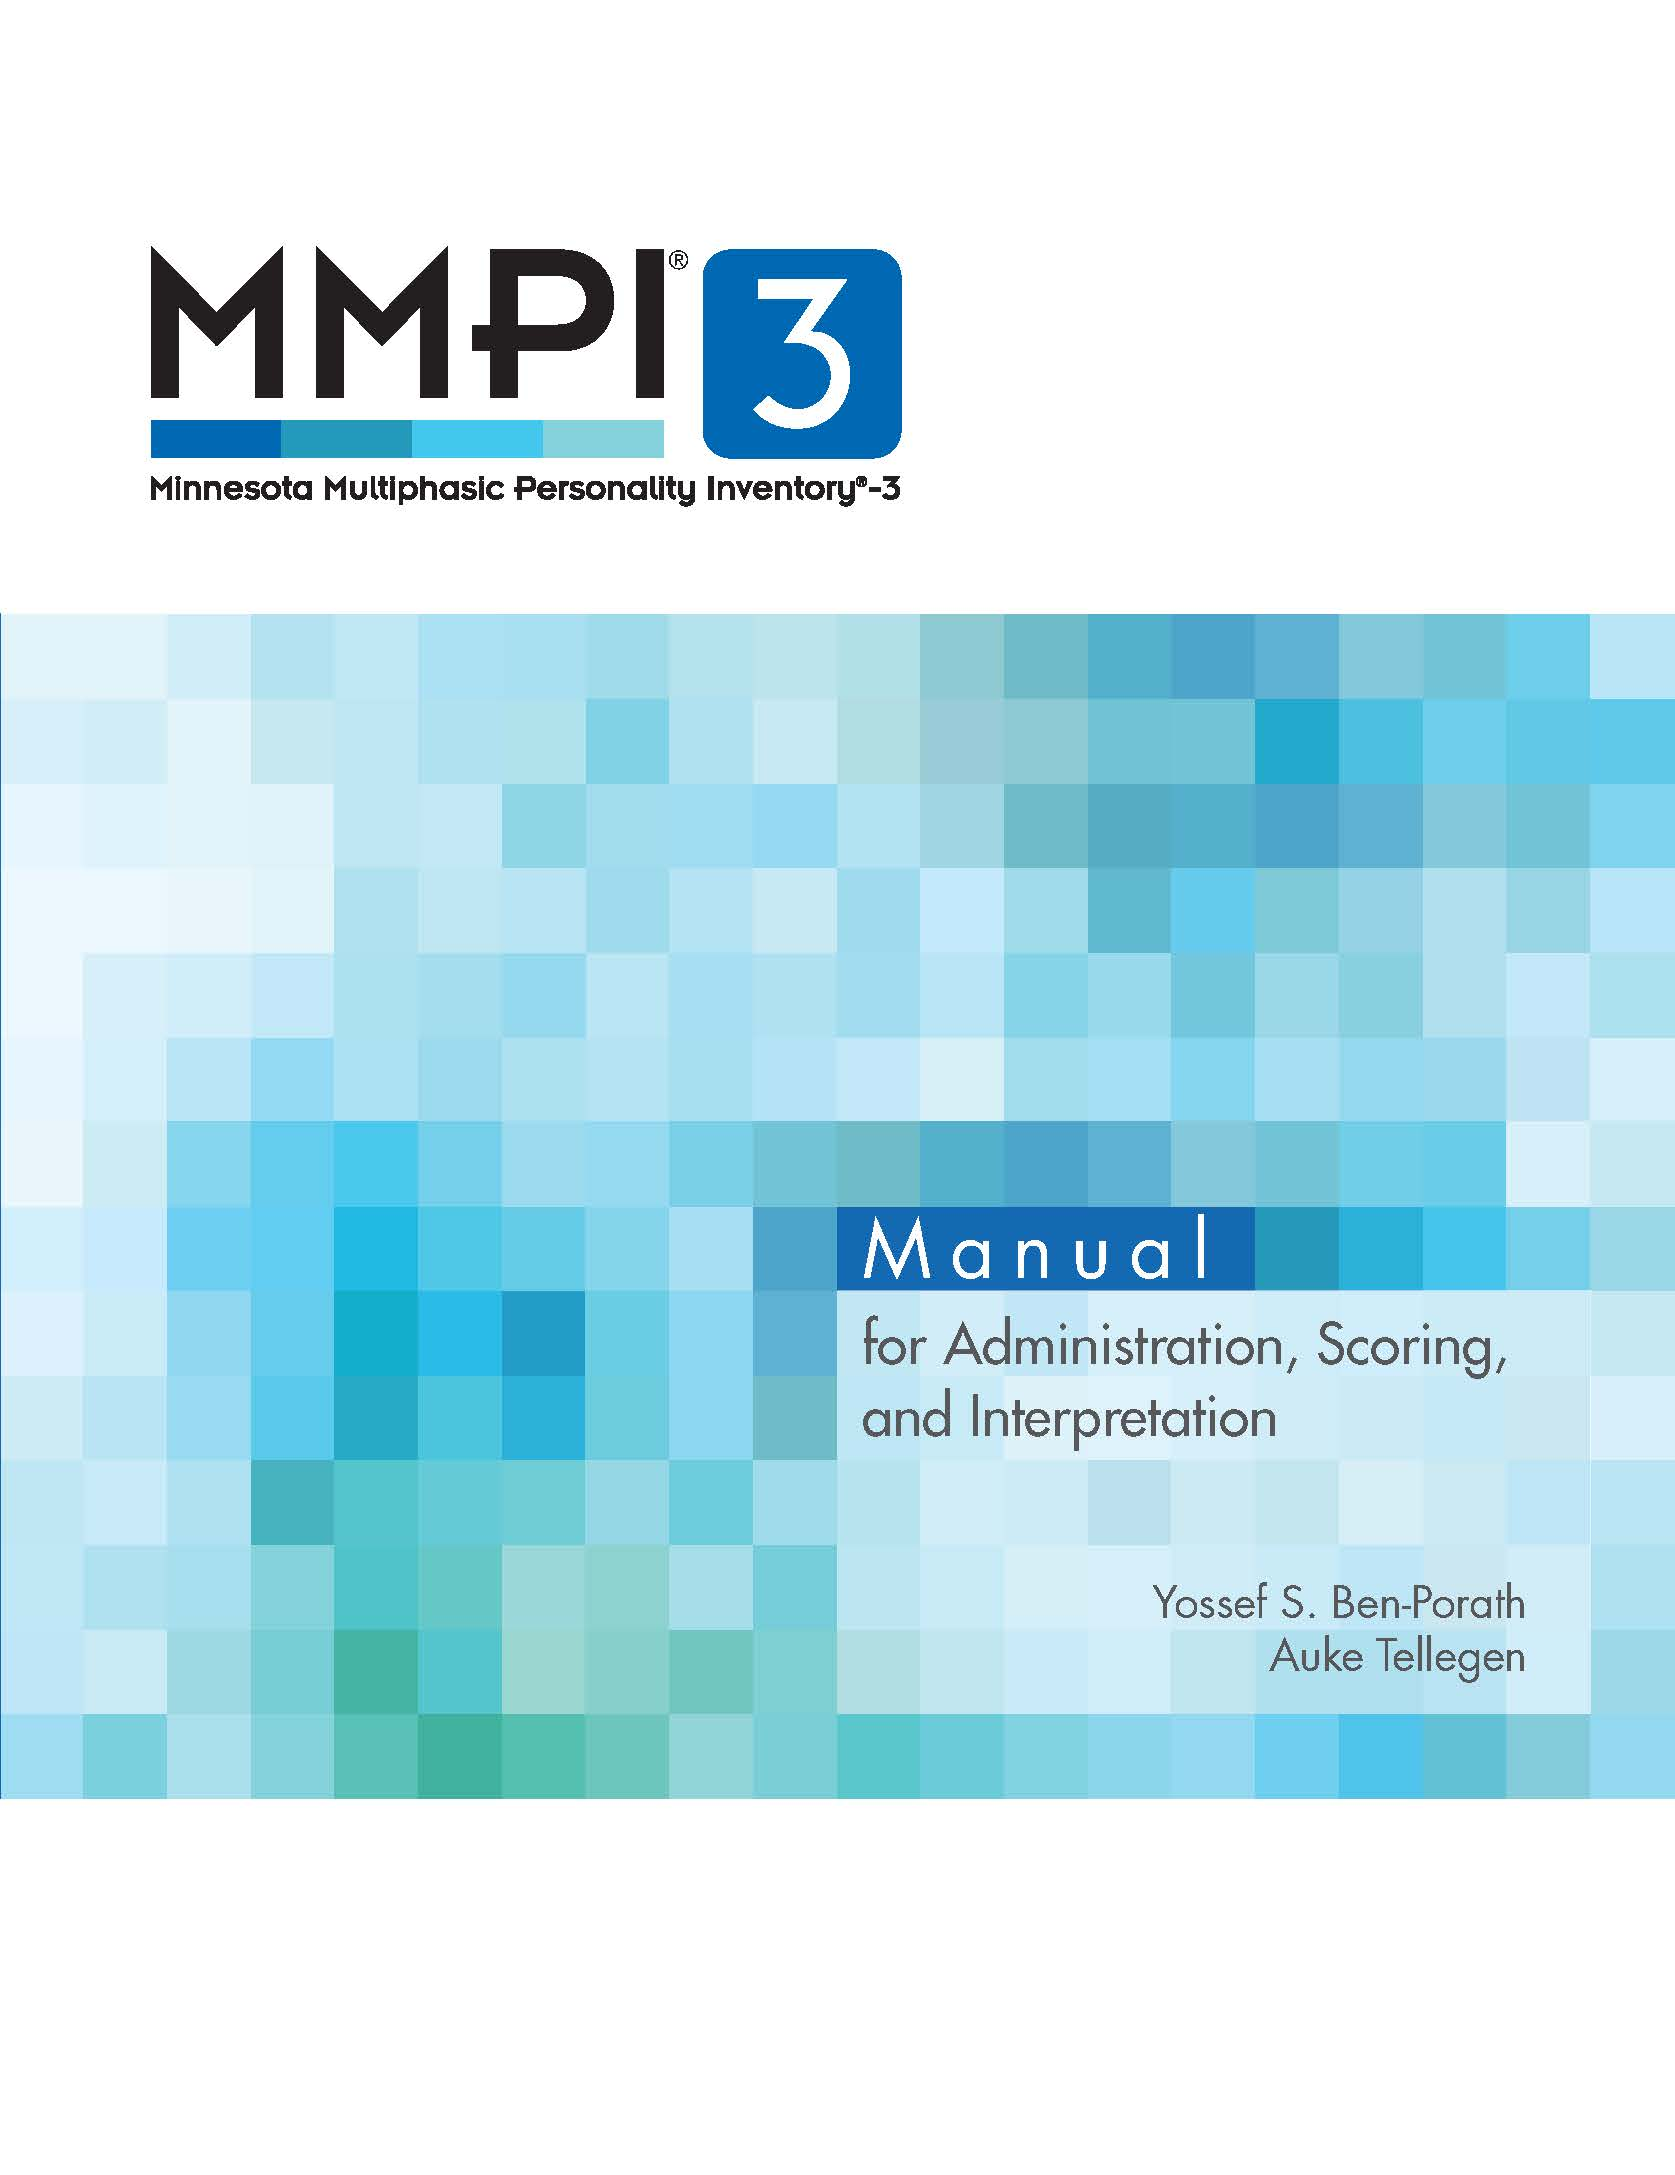 MMPI® 3
Minnesota Multiphasic Personality Inventory®-3
Manual
for Administration, Scoring,
and Interpretation
Yossef S. Ben-Porath
Auke Tellegen